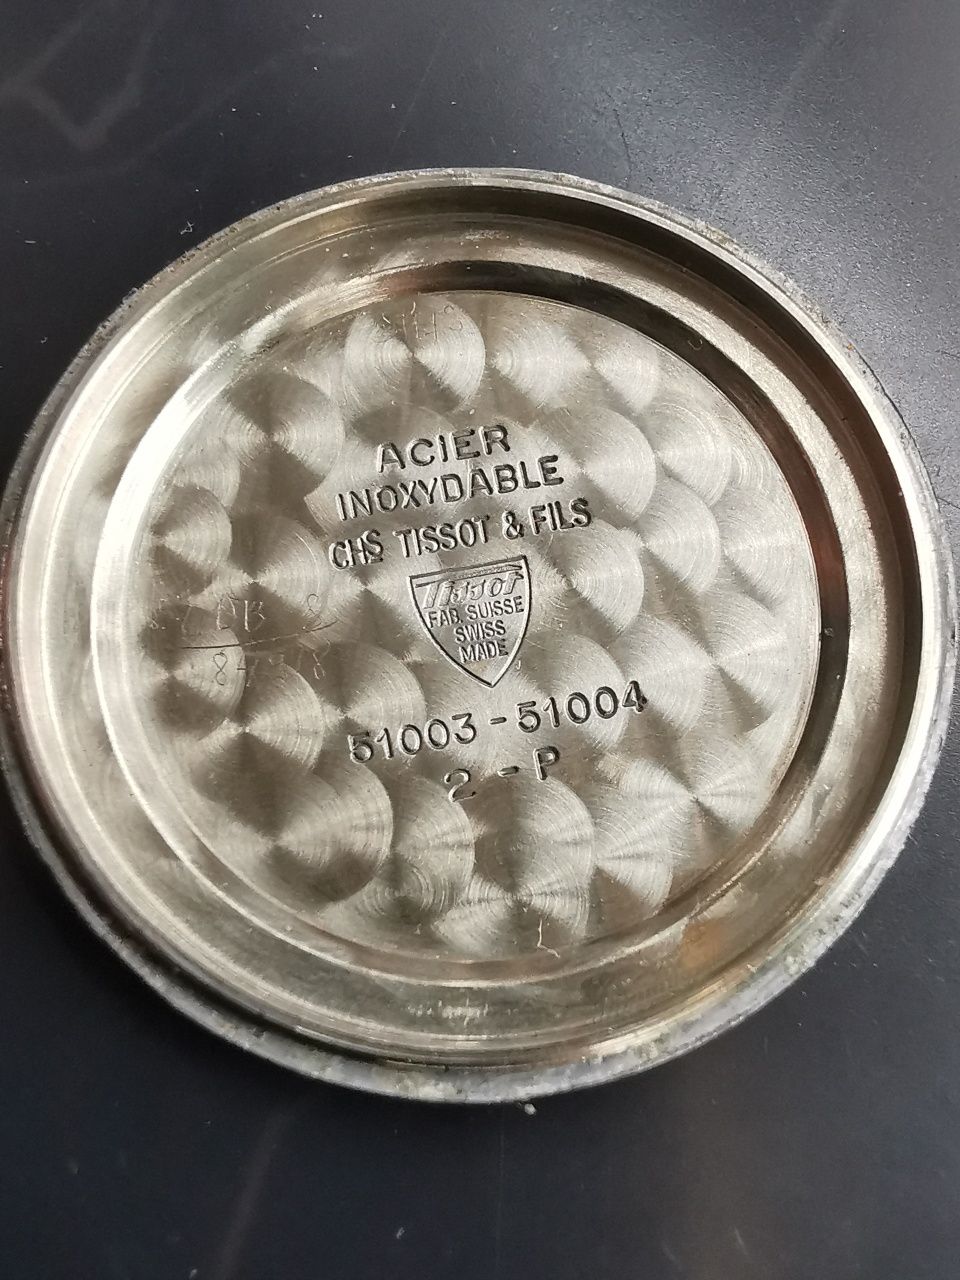 ACIER
INOXYDABLE
CHS TISSOT & FILS
Tissot
FAB. SUISSE
SWISS
MADE
51003-51004
2-P